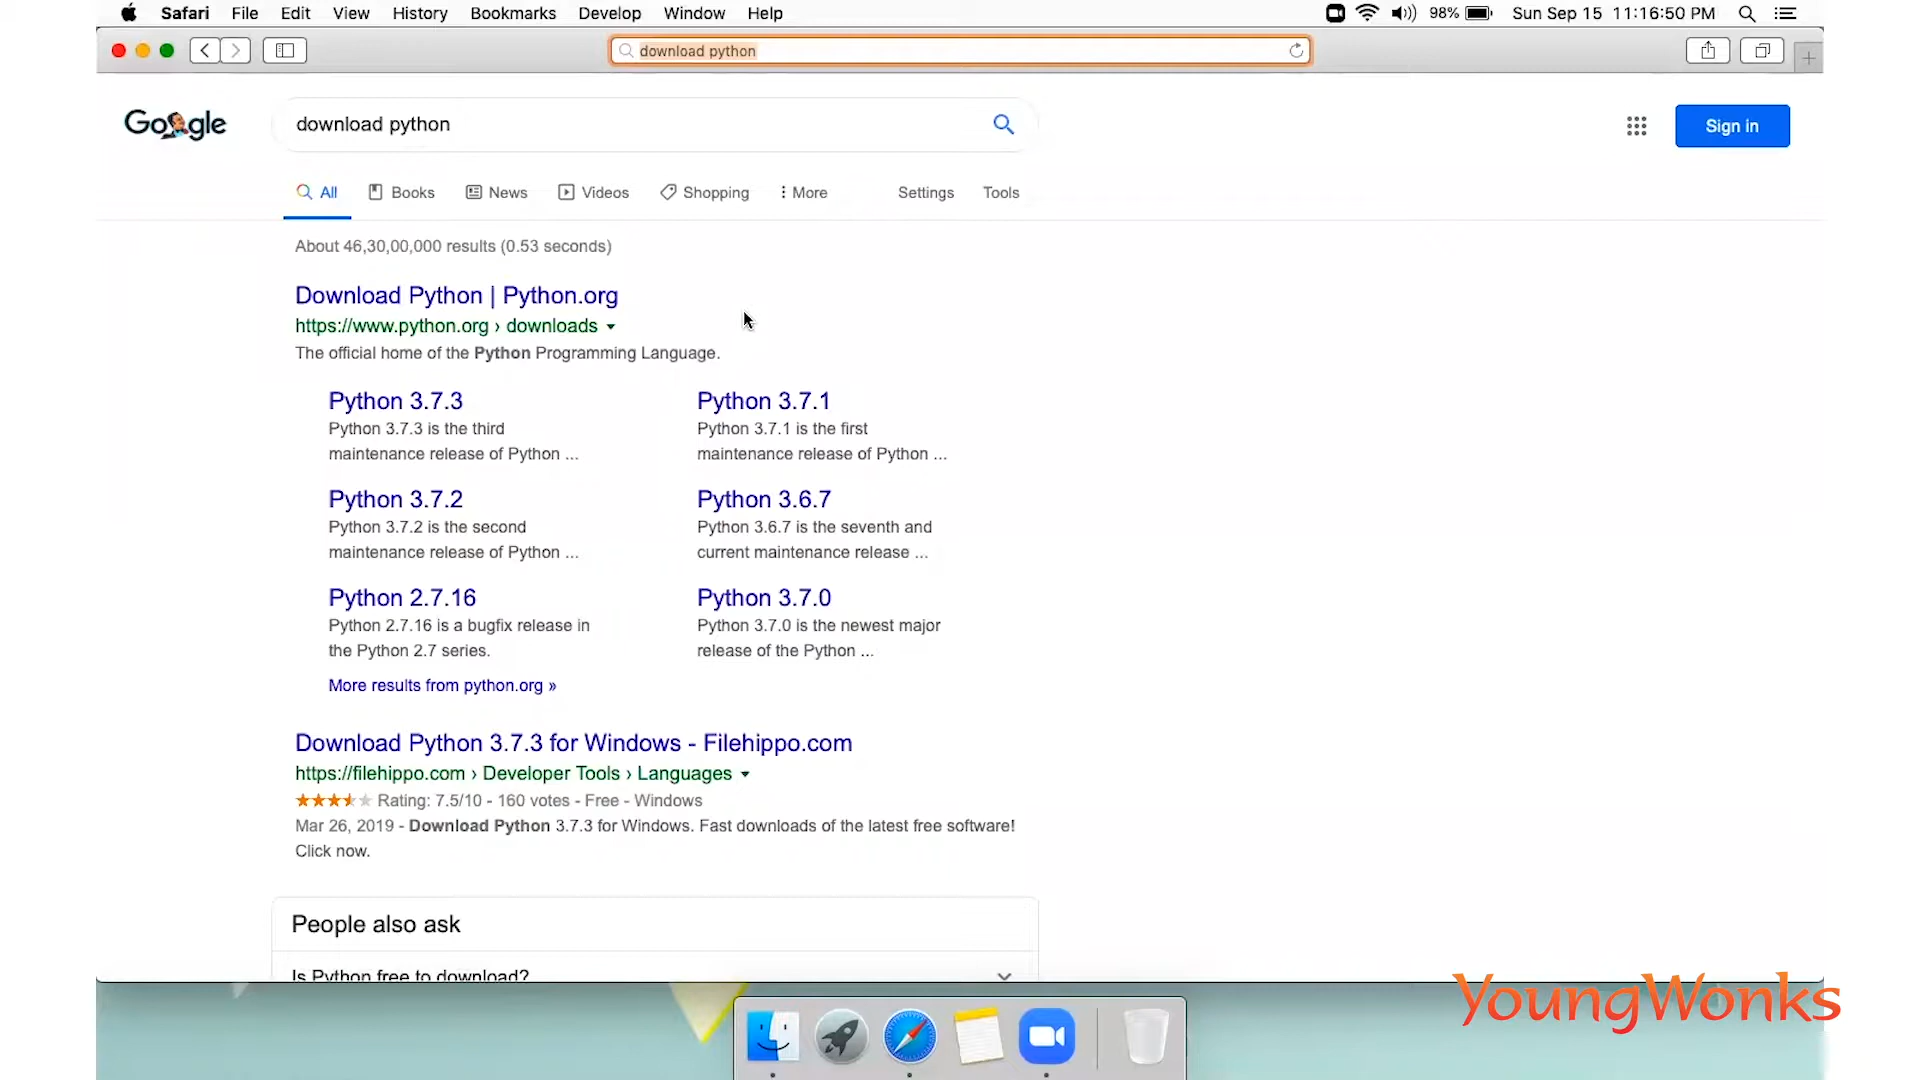 Safari File Edit View History Bookmarks Develop Window Help 98% Sun Sep 15 11:16:50 PM
download python
Google download python Sign in
All Books News Videos Shopping More Settings Tools
About 46,30,00,000 results (0.53 seconds)
Download Python | Python.org
https://www.python.org › downloads
The official home of the Python Programming Language.
Python 3.7.3
Python 3.7.3 is the third
maintenance release of Python ...
Python 3.7.1
Python 3.7.1 is the first
maintenance release of Python ...
Python 3.7.2
Python 3.7.2 is the second
maintenance release of Python ...
Python 3.6.7
Python 3.6.7 is the seventh and
current maintenance release ...
Python 2.7.16
Python 2.7.16 is a bugfix release in
the Python 2.7 series.
Python 3.7.0
Python 3.7.0 is the newest major
release of the Python ...
More results from python.org »
Download Python 3.7.3 for Windows - Filehippo.com
https://filehippo.com › Developer Tools › Languages
Rating: 7.5/10 - 160 votes - Free - Windows
Mar 26, 2019 - Download Python 3.7.3 for Windows. Fast downloads of the latest free software!
Click now.
People also ask
Is Python free to download?
YoungWonks